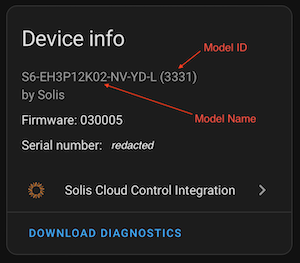 Device info
Model ID
S6-EH3P12K02-NV-YD-L (3331)
by Solis
Model Name
Firmware: 030005
Serial number: redacted
Solis Cloud Control Integration
DOWNLOAD DIAGNOSTICS